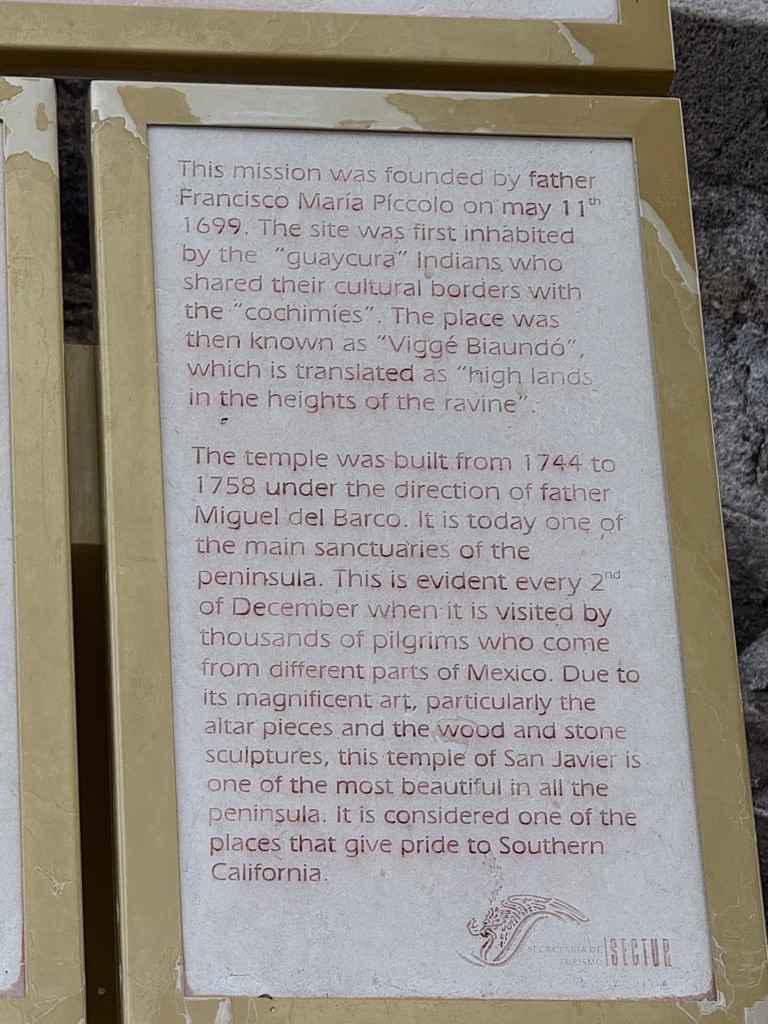 This mission was founded by father
Francisco María Píccolo on may 11th
1699. The site was first inhabited
by the "guaycura" Indians who
shared their cultural borders with
the "cochimíes". The place was
then known as "Viggé Biaundó",
which is translated as "high lands
in the heights of the ravine".
The temple was built from 1744 to
1758 under the direction of father
Miguel del Barco. It is today one of
the main sanctuaries of the
peninsula. This is evident every 2nd
of December when it is visited by
thousands of pilgrims who come
from different parts of Mexico. Due to
its magnificent art, particularly the
altar pieces and the wood and stone
sculptures, this temple of San Javier is
one of the most beautiful in all the
peninsula. It is considered one of the
places that give pride to Southern
California.
SECRETARÍA DE
TURISMO
SECTUR